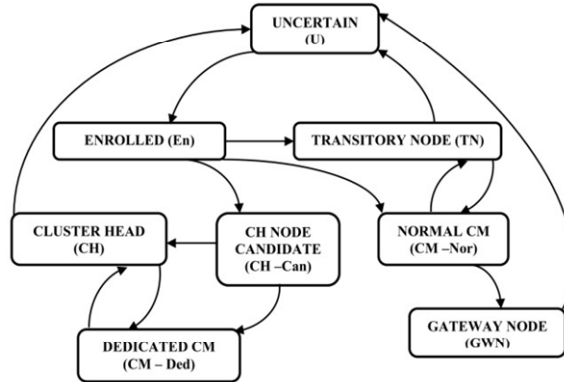 UNCERTAIN
(U)
ENROLLED (En)
TRANSITORY NODE (TN)
CLUSTER HEAD
(CH)
CH NODE
CANDIDATE
(CH –Can)
NORMAL CM
(CM –Nor)
DEDICATED CM
(CM – Ded)
GATEWAY NODE
(GWN)